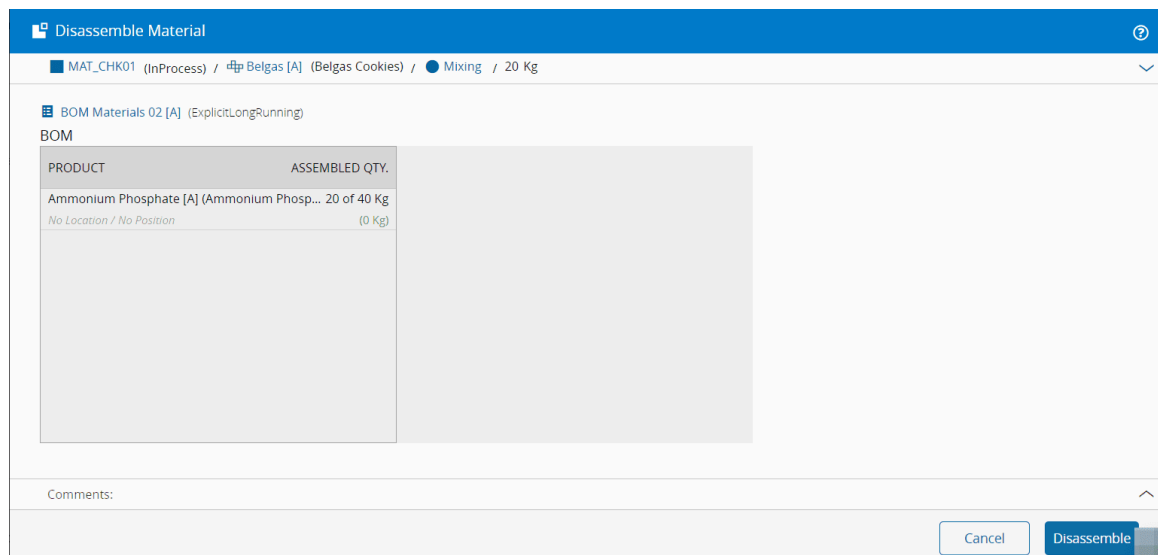 Disassemble Material
MAT_CHK01 (InProcess) / Belgas [A] (Belgas Cookies) / Mixing / 20 Kg
BOM Materials 02 [A] (ExplicitLongRunning)
BOM
PRODUCT ASSEMBLED QTY.
Ammonium Phosphate [A] (Ammonium Phosp... 20 of 40 Kg
No Location / No Position (0 Kg)
Comments:
Cancel Disassemble